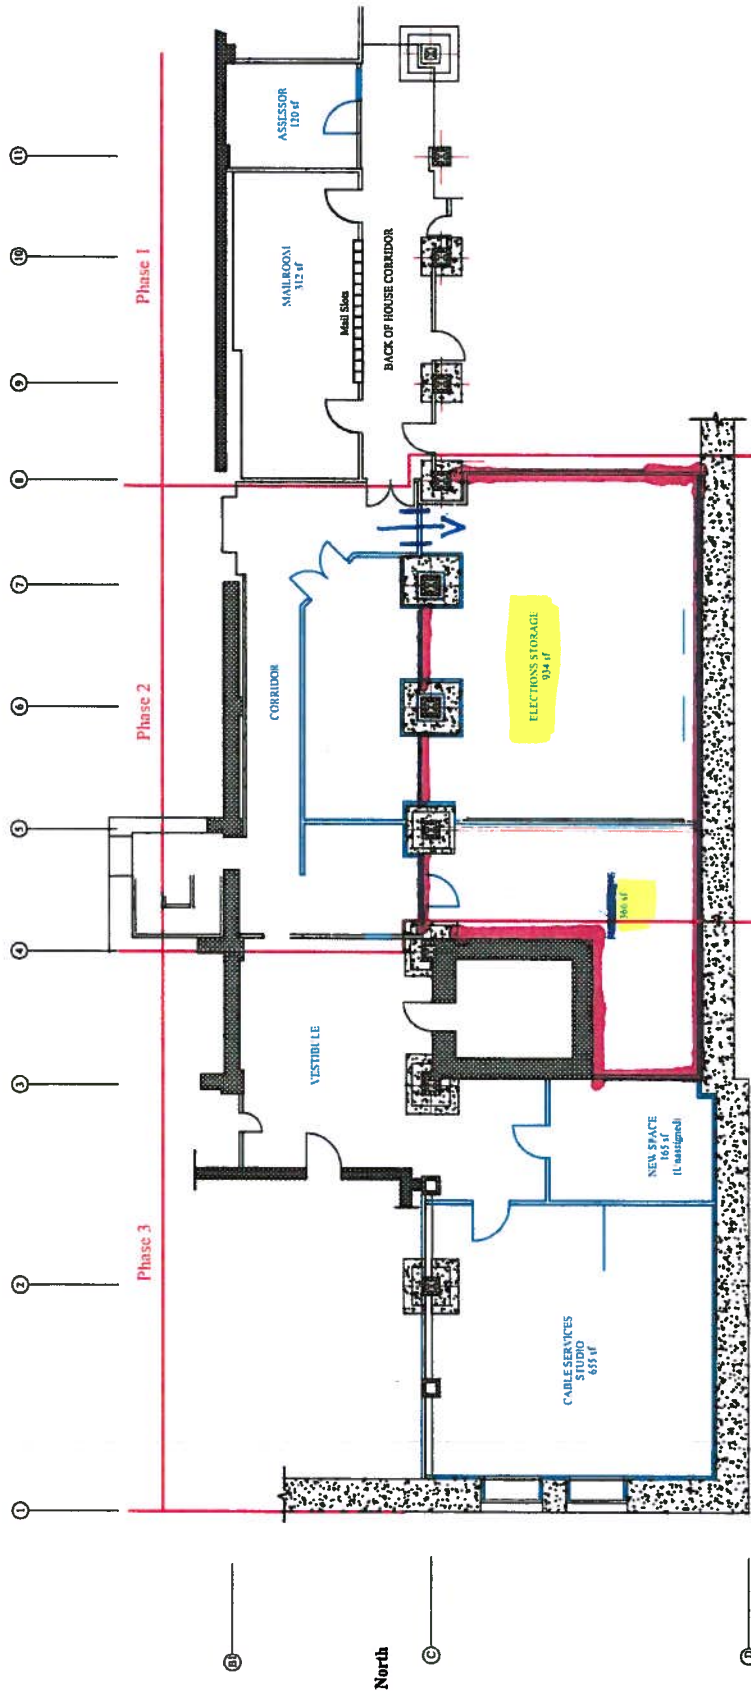 11
10
9
8
7
6
5
4
3
2
1
Phase 1
Phase 2
Phase 3
ASSESSOR
120 sf
MAILROOM
312 sf
Mail Slots
BACK OF HOUSE CORRIDOR
CORRIDOR
ELECTIONS STORAGE
934 sf
366 sf
VESTIBULE
NEW SPACE
165 sf
(Unassigned)
CABLE SERVICES
STUDIO
655 sf
North
C
D